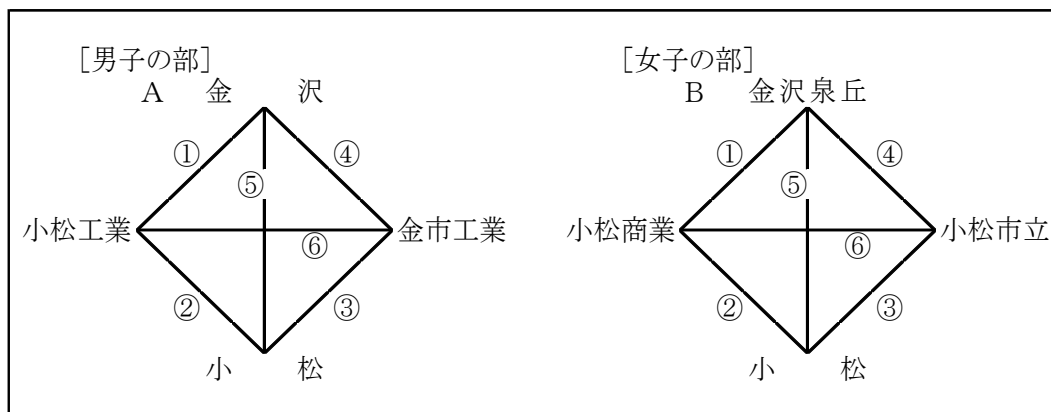 [男子の部]
A 金 沢
① ④
⑤
小松工業 金市工業
⑥
② ③
小 松
[女子の部]
B 金沢泉丘
① ④
⑤
小松商業 小松市立
⑥
② ③
小 松